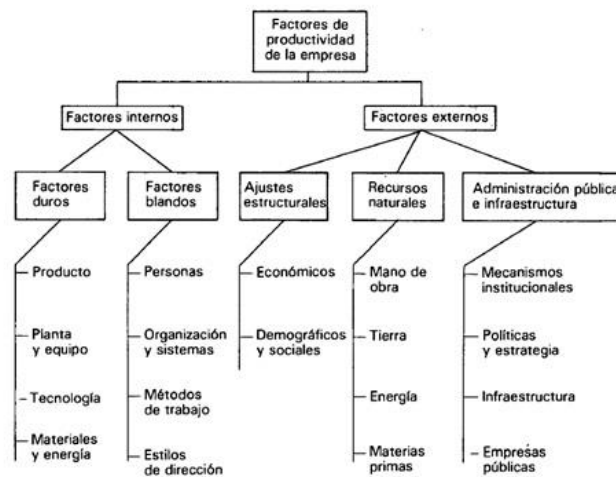 Factores de
productividad
de la empresa
Factores internos
Factores externos
Factores
duros
Factores
blandos
Ajustes
estructurales
Recursos
naturales
Administración pública
e infraestructura
Producto
Planta
y equipo
Tecnología
Materiales
y energía
Personas
Organización
y sistemas
Métodos
de trabajo
Estilos
de dirección
Económicos
Demográficos
y sociales
Mano de
obra
Tierra
Energía
Materias
primas
Mecanismos
institucionales
Políticas
y estrategia
Infraestructura
Empresas
públicas